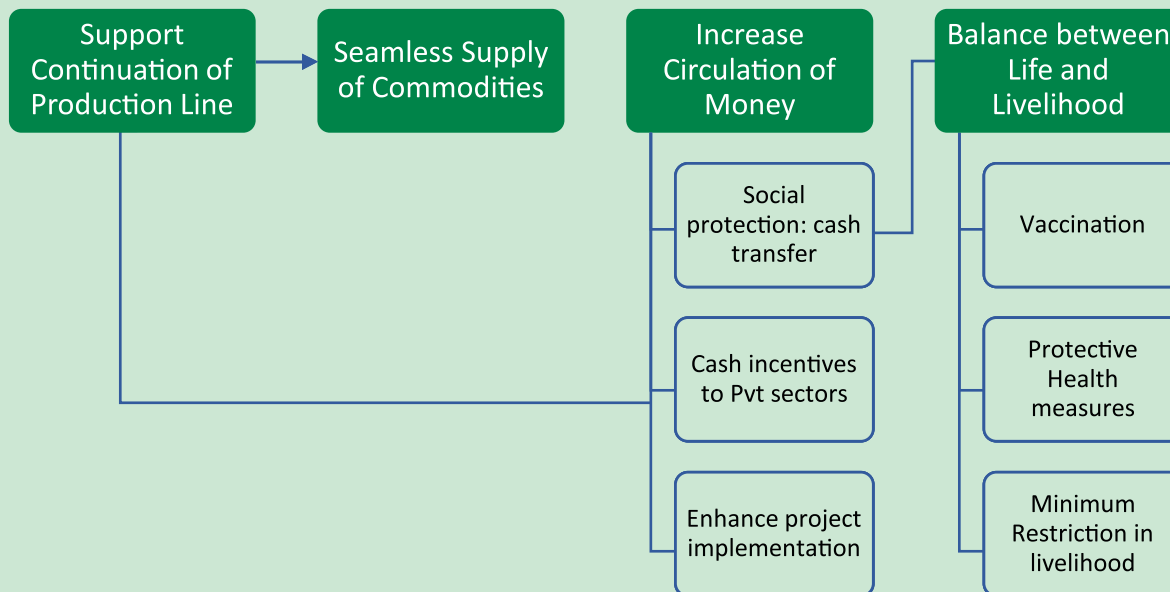 Support
Continuation of
Production Line
Seamless Supply
of Commodities
Increase
Circulation of
Money
Balance between
Life and
Livelihood
Social
protection: cash
transfer
Cash incentives
to Pvt sectors
Enhance project
implementation
Vaccination
Protective
Health
measures
Minimum
Restriction in
livelihood